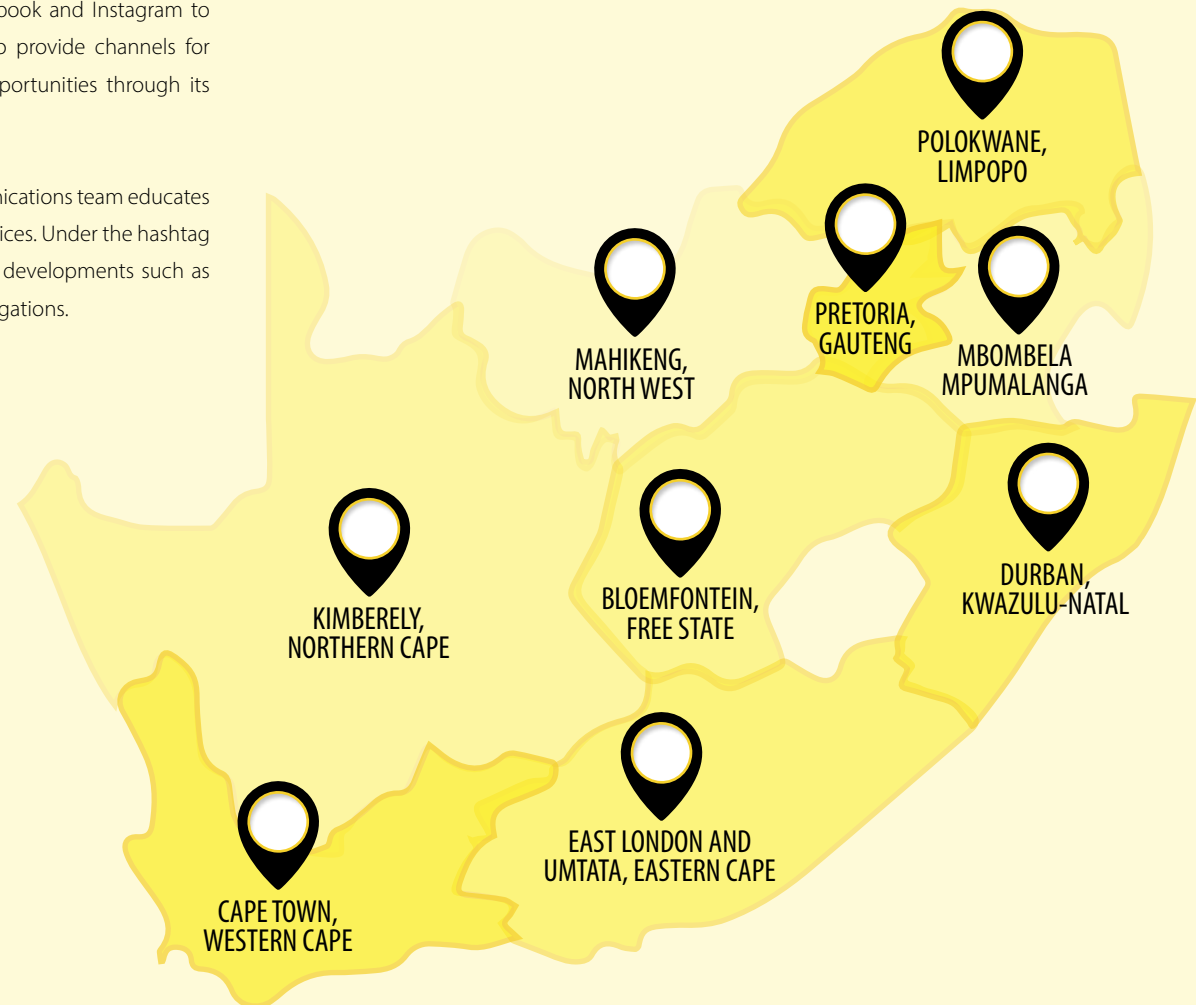 book and Instagram to
provide channels for
portunities through its
nications team educates
ices. Under the hashtag
developments such as
gations.
POLOKWANE,
LIMPOPO
PRETORIA,
GAUTENG
MBOMBELA
MPUMALANGA
MAHIKENG,
NORTH WEST
DURBAN,
KWAZULU-NATAL
BLOEMFONTEIN,
FREE STATE
KIMBERELY,
NORTHERN CAPE
EAST LONDON AND
UMTATA, EASTERN CAPE
CAPE TOWN,
WESTERN CAPE